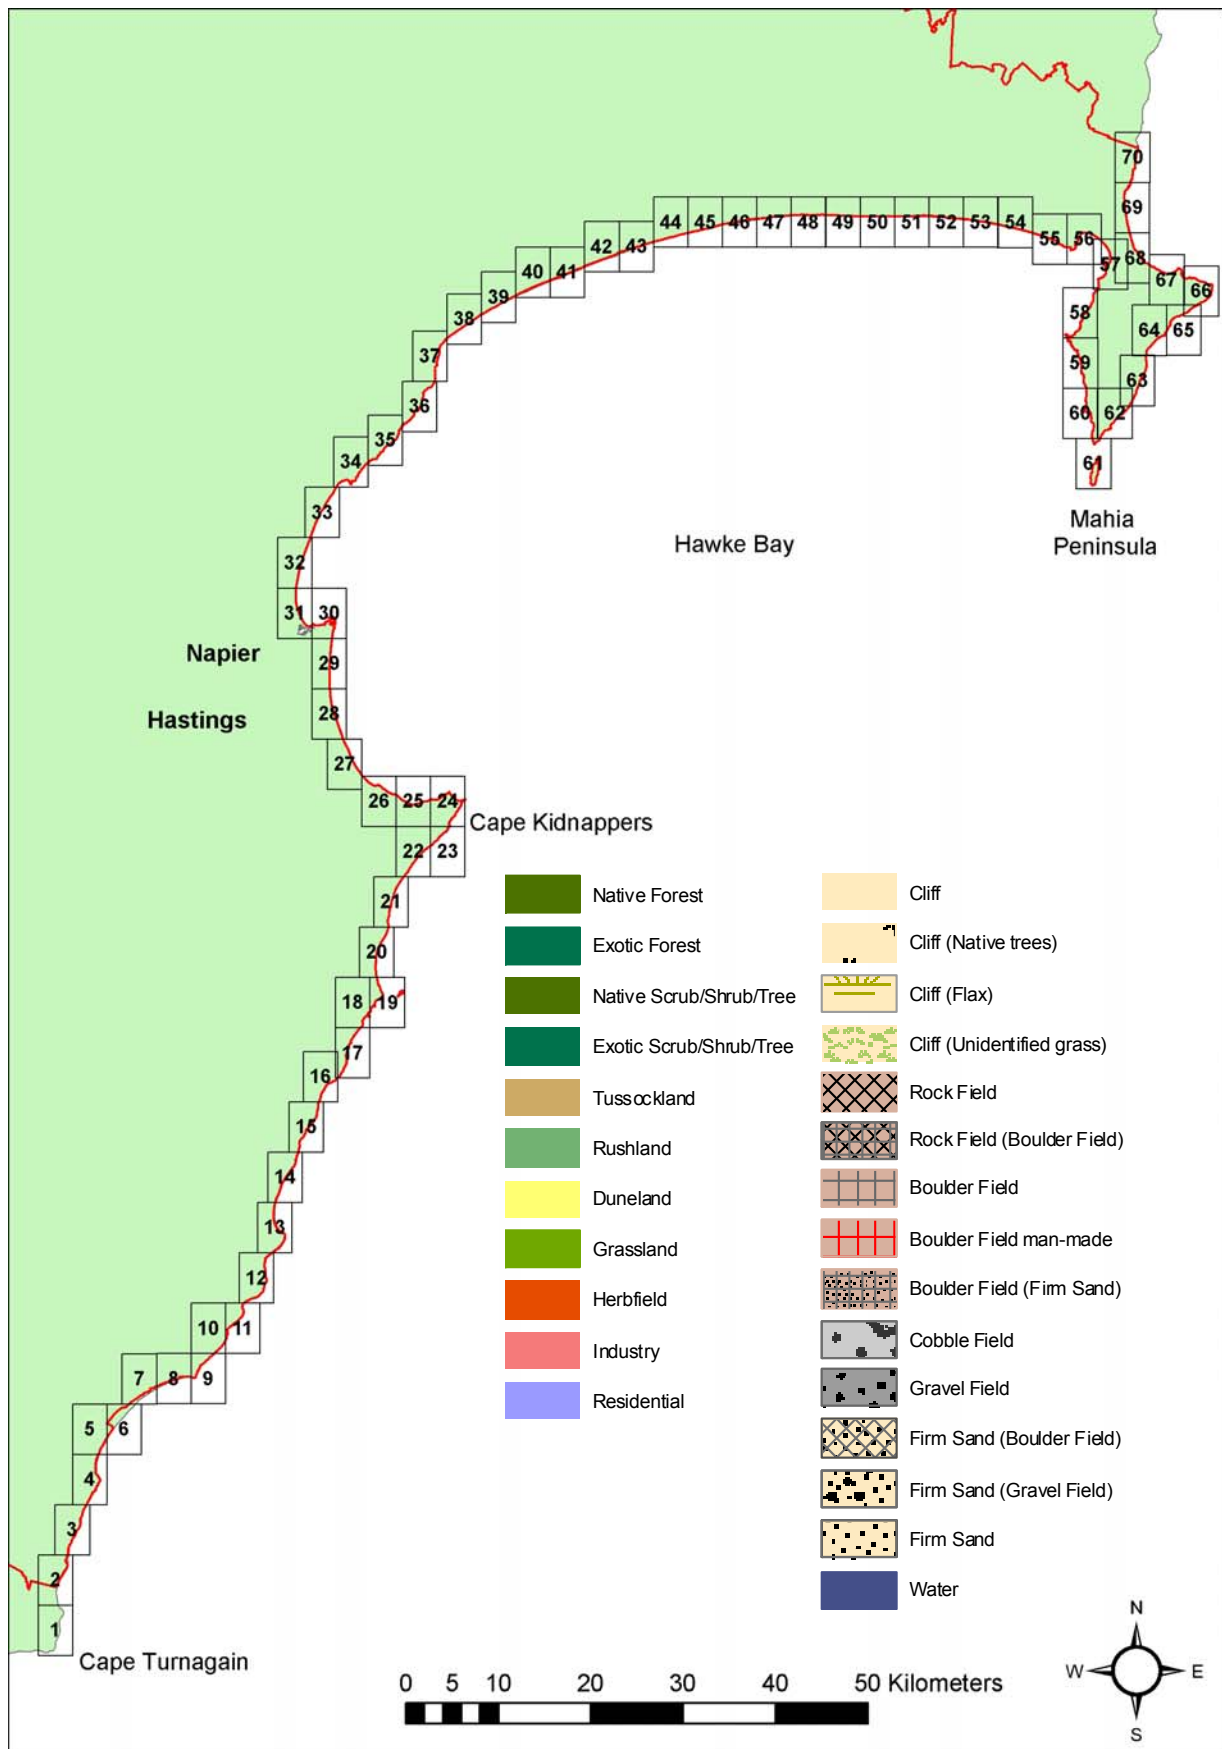 70
69
44 45 46 47 48 49 50 51 52 53 54
42 43 55 56
57 68
40 41 67
39 66
38 58
64 65
37 59
63
36 60 62
35
34 61
33
Mahia
Peninsula
Hawke Bay
32
31 30
Napier 29
Hastings 28
27
26 25 24
Cape Kidnappers
22 23
21
20
18 19
17
16
15
14
13
12
10 11
7 8 9
5 6
4
3
2
1
Cape Turnagain
Native Forest
Exotic Forest
Native Scrub/Shrub/Tree
Exotic Scrub/Shrub/Tree
Tussockland
Rushland
Duneland
Grassland
Herbfield
Industry
Residential
Cliff
Cliff (Native trees)
Cliff (Flax)
Cliff (Unidentified grass)
Rock Field
Rock Field (Boulder Field)
Boulder Field
Boulder Field man-made
Boulder Field (Firm Sand)
Cobble Field
Gravel Field
Firm Sand (Boulder Field)
Firm Sand (Gravel Field)
Firm Sand
Water
0 5 10 20 30 40 50 Kilometers
N
W E
S